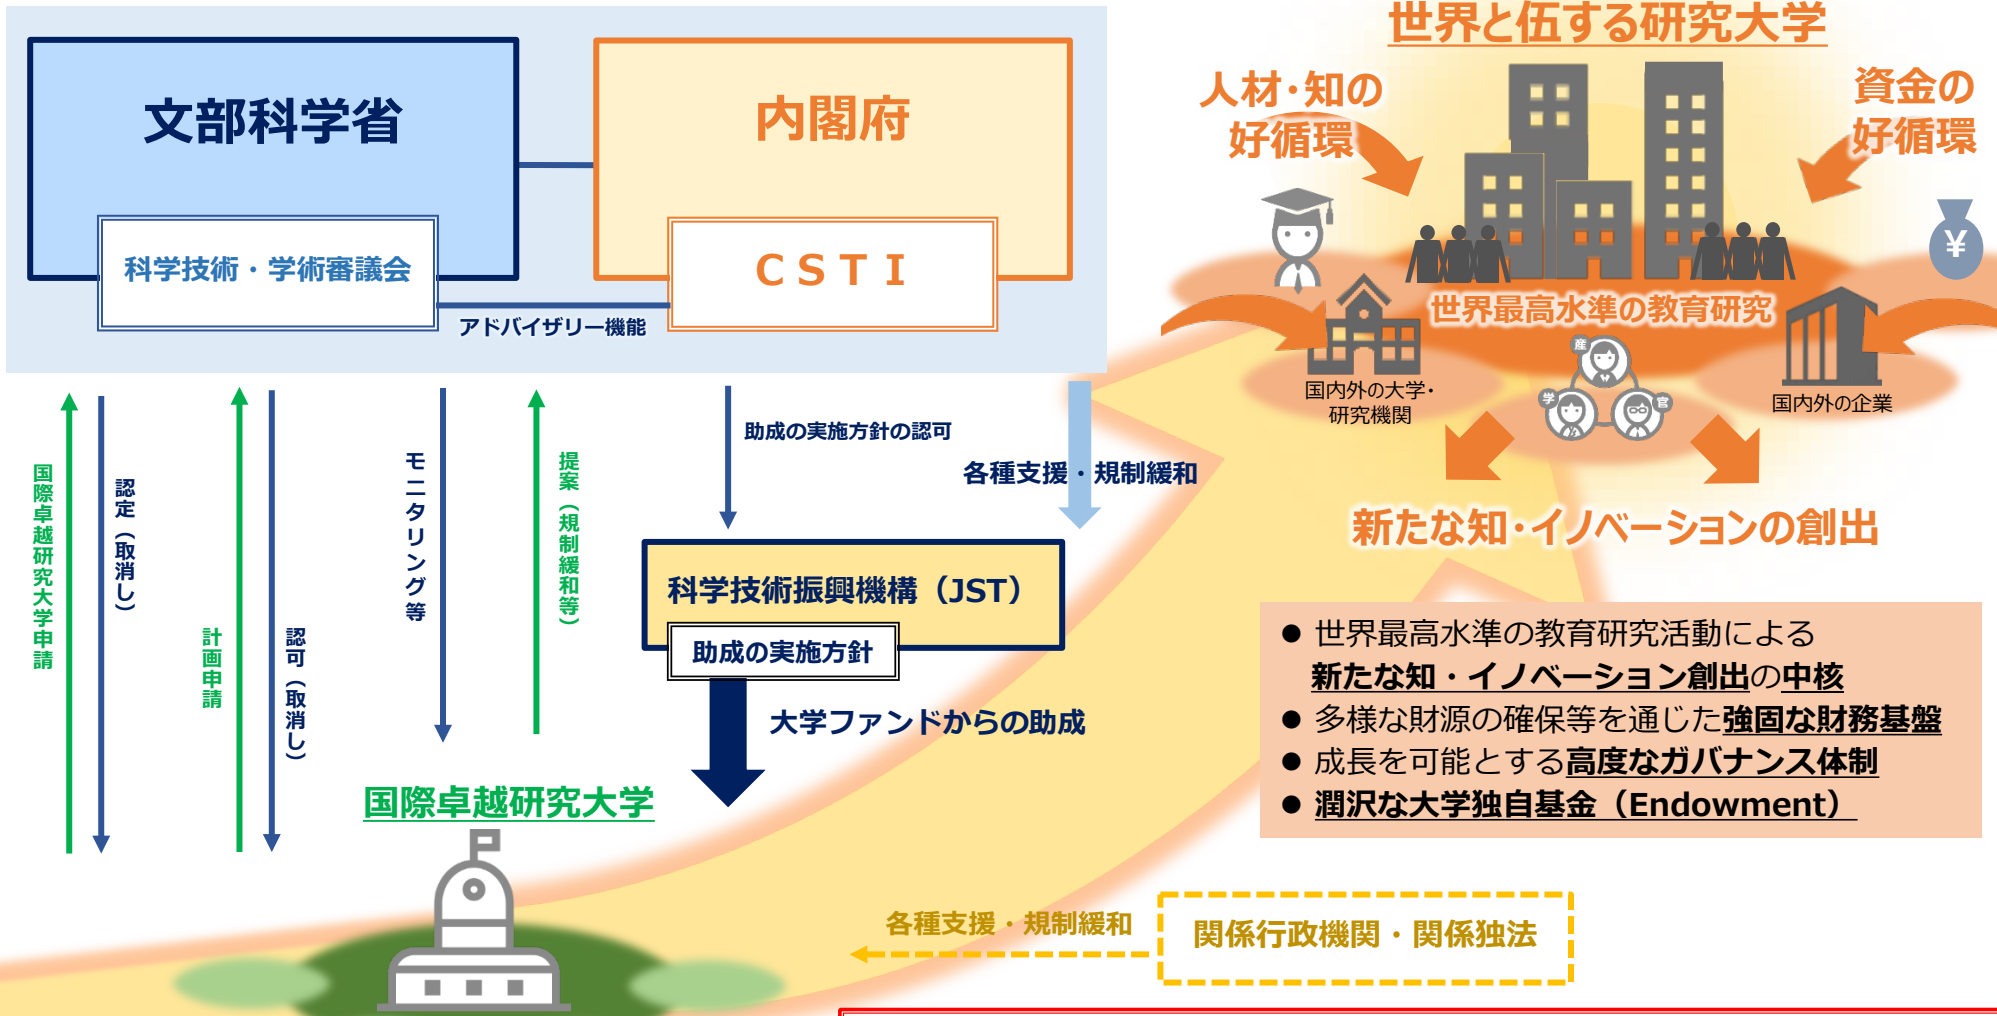 文部科学省
内閣府
科学技術・学術審議会
CSTI
アドバイザリー機能
国際卓越研究大学申請
認定（取消し）
計画申請
認可（取消し）
モニタリング等
提案（規制緩和等）
助成の実施方針の認可
各種支援・規制緩和
科学技術振興機構（JST）
助成の実施方針
大学ファンドからの助成
国際卓越研究大学
世界と伍する研究大学
人材・知の
好循環
資金の
好循環
¥
世界最高水準の教育研究
産
学
官
国内外の大学・
研究機関
国内外の企業
新たな知・イノベーションの創出
● 世界最高水準の教育研究活動による
新たな知・イノベーション創出の中核
● 多様な財源の確保等を通じた強固な財務基盤
● 成長を可能とする高度なガバナンス体制
● 潤沢な大学独自基金（Endowment）
各種支援・規制緩和
関係行政機関・関係独法